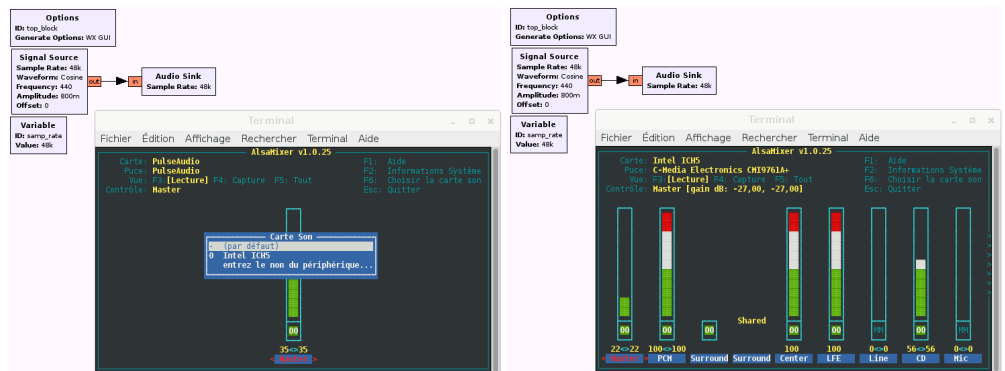 Options
ID: top_block
Generate Options: WX GUI
Signal Source
Sample Rate: 48k
Waveform: Cosine
Frequency: 440
Amplitude: 800m
Offset: 0
out
in
Audio Sink
Sample Rate: 48k
Variable
ID: samp_rate
Value: 48k
Terminal
Fichier Édition Affichage Rechercher Terminal Aide
AlsaMixer v1.0.25
Carte: PulseAudio F1: Aide
Puce: PulseAudio F2: Informations Système
Vue: F3:[Lecture] F4: Capture F5: Tout F6: Choisir la carte son
Contrôle: Master Esc: Quitter
Carte Son
- (par défaut)
0 Intel ICH5
entrez le nom du périphérique...
00
35<>35
<Master>
Options
ID: top_block
Generate Options: WX GUI
Signal Source
Sample Rate: 48k
Waveform: Cosine
Frequency: 440
Amplitude: 800m
Offset: 0
out
in
Audio Sink
Sample Rate: 48k
Variable
ID: samp_rate
Value: 48k
Terminal
Fichier Édition Affichage Rechercher Terminal Aide
AlsaMixer v1.0.25
Carte: Intel ICH5 F1: Aide
Puce: C-Media Electronics CMI9761A+ F2: Informations Système
Vue: F3:[Lecture] F4: Capture F5: Tout F6: Choisir la carte son
Contrôle: Master [gain dB: -27,00, -27,00] Esc: Quitter
Shared
00 00 00 00 00 MM 00 MM
22<>22 100<>100 100 100 0<>0 56<>56 0<>0
<Master> PCM Surround Surround Center LFE Line CD Mic